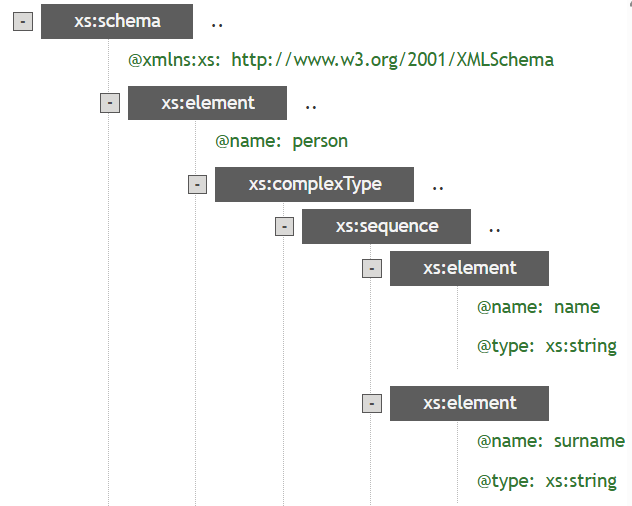 - xs:schema ..
@xmlns:xs: http://www.w3.org/2001/XMLSchema
- xs:element ..
@name: person
- xs:complexType ..
- xs:sequence ..
- xs:element
@name: name
@type: xs:string
- xs:element
@name: surname
@type: xs:string